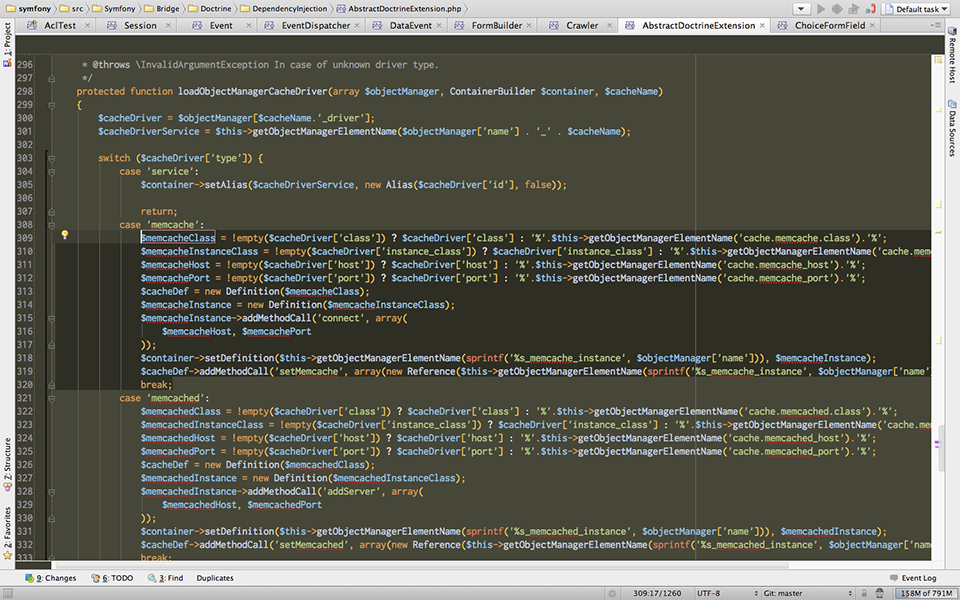 symfony src Symfony Bridge Doctrine DependencyInjection AbstractDoctrineExtension.php Default task
AclTest Session Event EventDispatcher DataEvent FormBuilder Crawler AbstractDoctrineExtension ChoiceFormField
1: Project
Remote Host
Data Sources
296 * @throws \InvalidArgumentException In case of unknown driver type.
297 */
298 protected function loadObjectManagerCacheDriver(array $objectManager, ContainerBuilder $container, $cacheName)
299 {
300 $cacheDriver = $objectManager[$cacheName.'_driver'];
301 $cacheDriverService = $this->getObjectManagerElementName($objectManager['name'] . '_' . $cacheName);
302
303 switch ($cacheDriver['type']) {
304 case 'service':
305 $container->setAlias($cacheDriverService, new Alias($cacheDriver['id'], false));
306
307 return;
308 case 'memcache':
309 $memcacheClass = !empty($cacheDriver['class']) ? $cacheDriver['class'] : '%'.$this->getObjectManagerElementName('cache.memcache.class').'%';
310 $memcacheInstanceClass = !empty($cacheDriver['instance_class']) ? $cacheDriver['instance_class'] : '%'.$this->getObjectManagerElementName('cache.mem
311 $memcacheHost = !empty($cacheDriver['host']) ? $cacheDriver['host'] : '%'.$this->getObjectManagerElementName('cache.memcache_host').'%';
312 $memcachePort = !empty($cacheDriver['port']) ? $cacheDriver['port'] : '%'.$this->getObjectManagerElementName('cache.memcache_port').'%';
313 $cacheDef = new Definition($memcacheClass);
314 $memcacheInstance = new Definition($memcacheInstanceClass);
315 $memcacheInstance->addMethodCall('connect', array(
316 $memcacheHost, $memcachePort
317 ));
318 $container->setDefinition($this->getObjectManagerElementName(sprintf('%s_memcache_instance', $objectManager['name'])), $memcacheInstance);
319 $cacheDef->addMethodCall('setMemcache', array(new Reference($this->getObjectManagerElementName(sprintf('%s_memcache_instance', $objectManager['name'
320 break;
321 case 'memcached':
322 $memcachedClass = !empty($cacheDriver['class']) ? $cacheDriver['class'] : '%'.$this->getObjectManagerElementName('cache.memcached.class').'%';
323 $memcachedInstanceClass = !empty($cacheDriver['instance_class']) ? $cacheDriver['instance_class'] : '%'.$this->getObjectManagerElementName('cache.mem
324 $memcachedHost = !empty($cacheDriver['host']) ? $cacheDriver['host'] : '%'.$this->getObjectManagerElementName('cache.memcached_host').'%';
325 $memcachedPort = !empty($cacheDriver['port']) ? $cacheDriver['port'] : '%'.$this->getObjectManagerElementName('cache.memcached_port').'%';
326 $cacheDef = new Definition($memcachedClass);
327 $memcachedInstance = new Definition($memcachedInstanceClass);
328 $memcachedInstance->addMethodCall('addServer', array(
329 $memcachedHost, $memcachedPort
330 ));
331 $container->setDefinition($this->getObjectManagerElementName(sprintf('%s_memcached_instance', $objectManager['name'])), $memcachedInstance);
332 $cacheDef->addMethodCall('setMemcached', array(new Reference($this->getObjectManagerElementName(sprintf('%s_memcached_instance', $objectManager['name
333 break;
Z: Structure
2: Favorites
9: Changes 6: TODO 3: Find Duplicates Event Log
309:17/1260 UTF-8 Git: master 158M of 791M